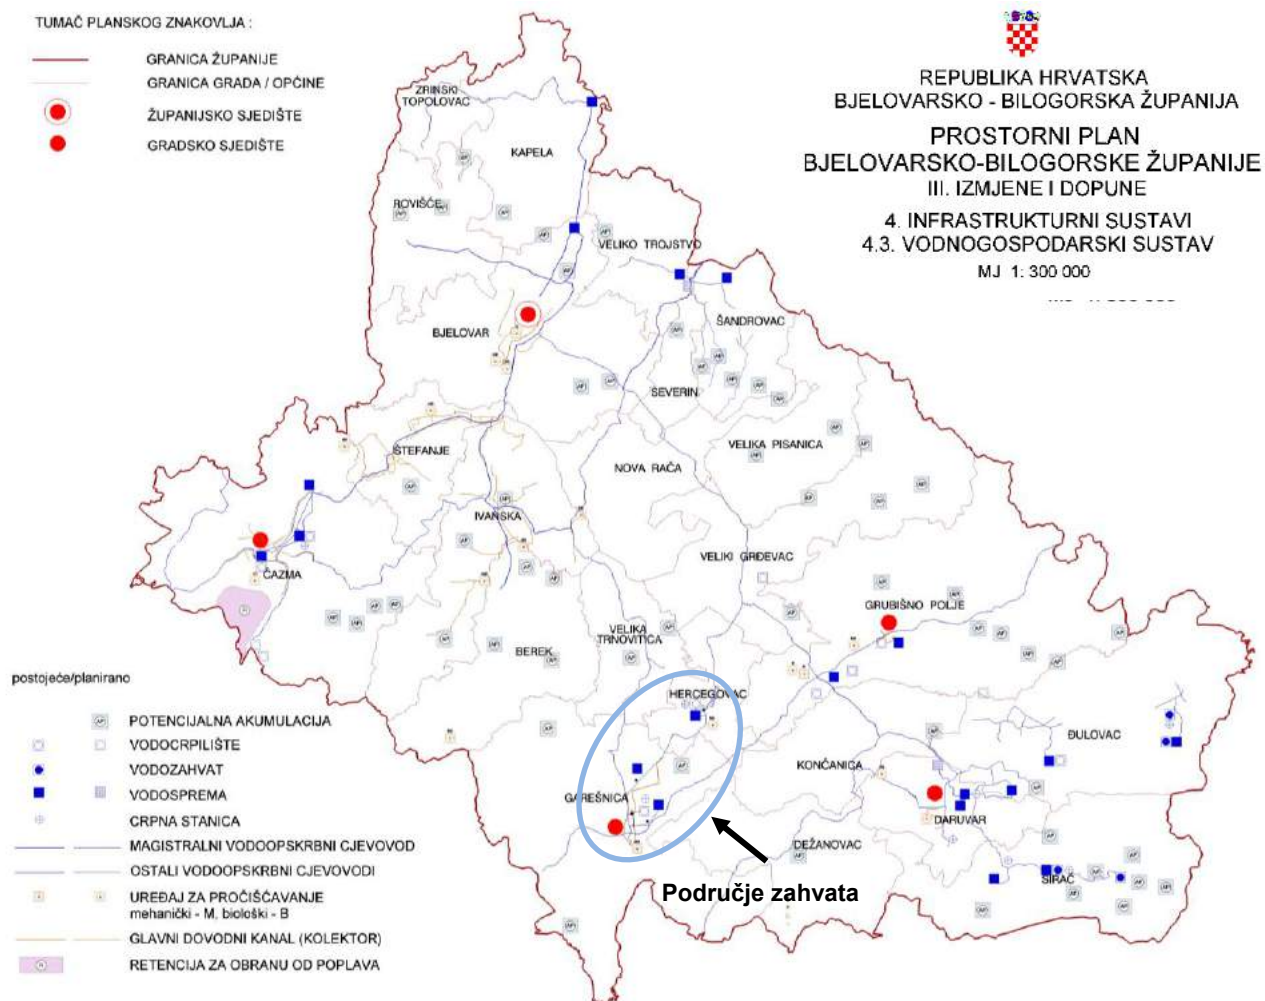 TUMAČ PLANSKOG ZNAKOVLJA :
GRANICA ŽUPANIJE
GRANICA GRADA / OPĆINE
ŽUPANIJSKO SJEDIŠTE
GRADSKO SJEDIŠTE
REPUBLIKA HRVATSKA
BJELOVARSKO - BILOGORSKA ŽUPANIJA
PROSTORNI PLAN
BJELOVARSKO-BILOGORSKE ŽUPANIJE
III. IZMJENE I DOPUNE
4. INFRASTRUKTURNI SUSTAVI
4.3. VODNOGOSPODARSKI SUSTAV
MJ 1: 300 000
ZRINSKI
TOPOLOVAC
KAPELA
ROVIŠĆE
VELIKO TROJSTVO
BJELOVAR
ŠANDROVAC
SEVERIN
ŠTEFANJE
VELIKA PISANICA
NOVA RAČA
IVANSKA
VELIKI GRĐEVAC
ČAZMA
GRUBIŠNO POLJE
VELIKA
TRNOVITICA
BEREK
HERCEGOVAC
ĐULOVAC
KONČANICA
GAREŠNICA
DARUVAR
DEŽANOVAC
SIRAČ
Područje zahvata
postojeće/planirano
POTENCIJALNA AKUMULACIJA
VODOCRPILIŠTE
VODOZAHVAT
VODOSPREMA
CRPNA STANICA
MAGISTRALNI VODOOPSKRBNI CJEVOVOD
OSTALI VODOOPSKRBNI CJEVOVODI
UREĐAJ ZA PROČIŠĆAVANJE
mehanički - M, biološki - B
GLAVNI DOVODNI KANAL (KOLEKTOR)
RETENCIJA ZA OBRANU OD POPLAVA